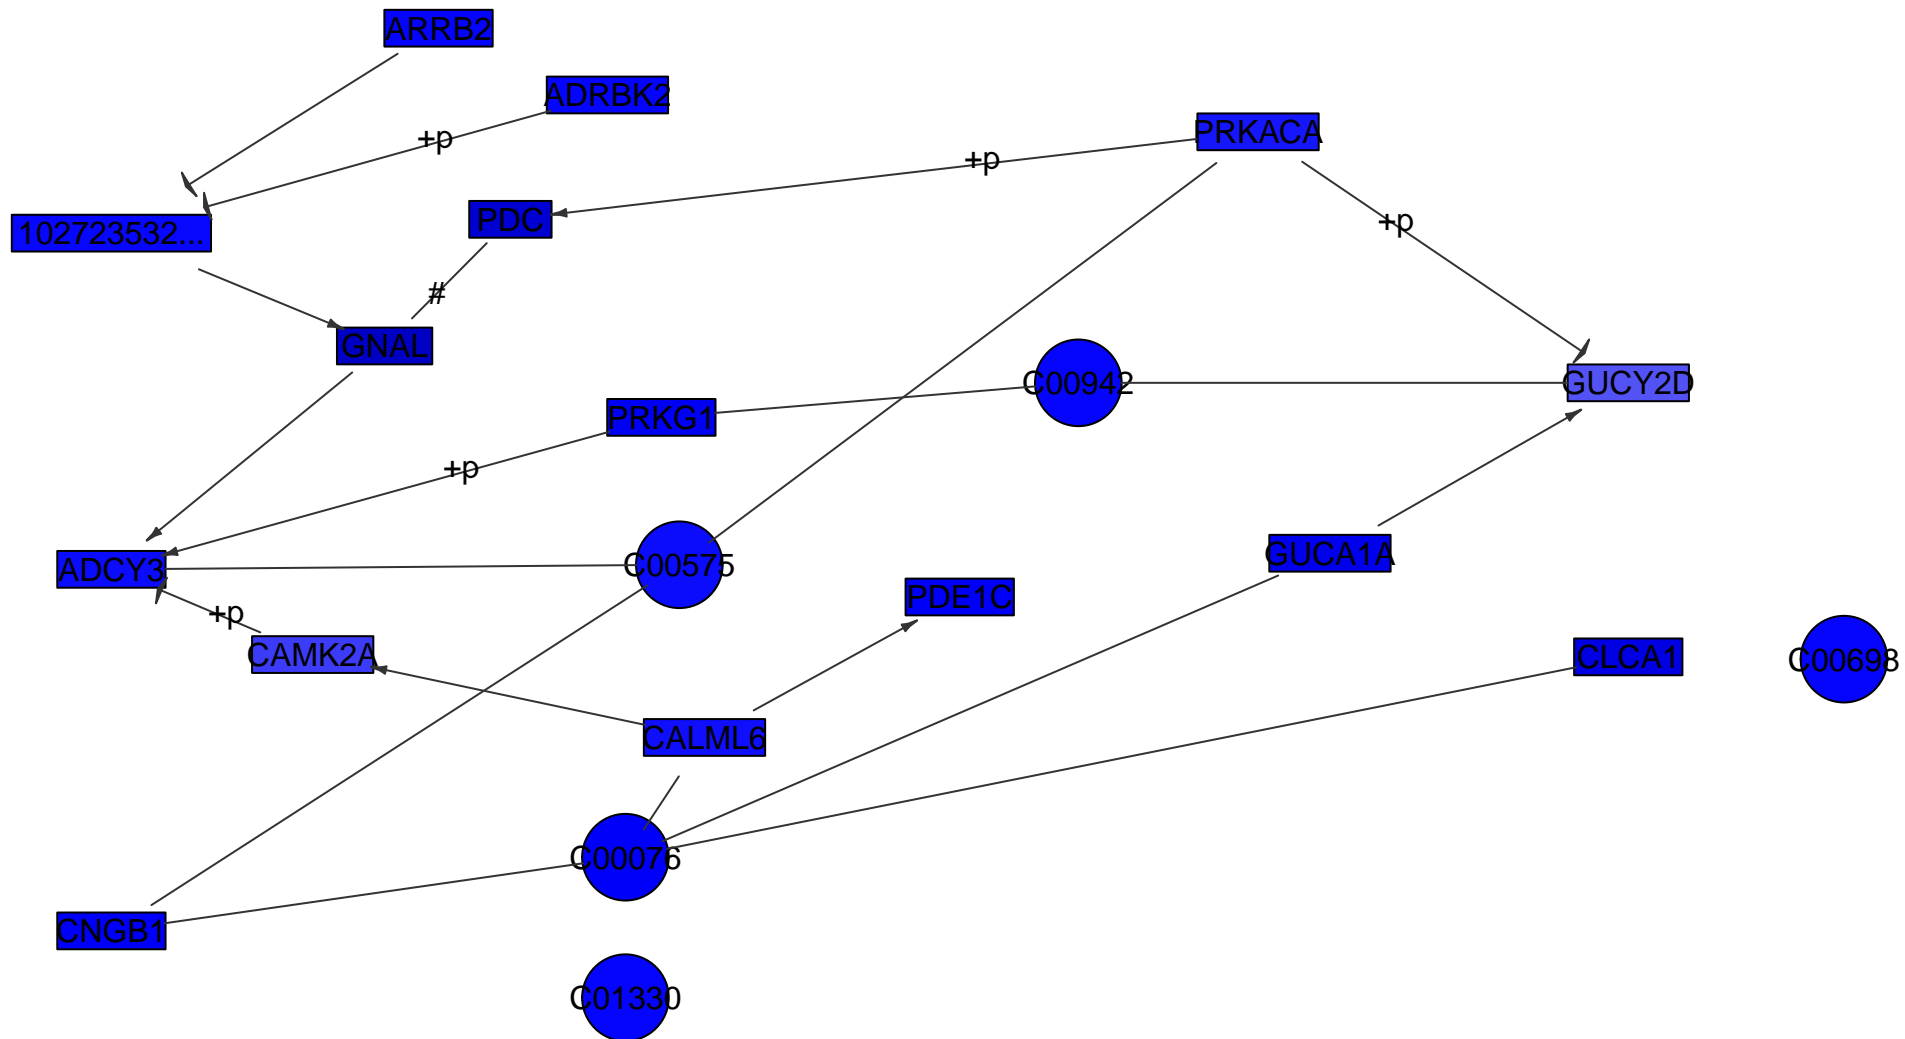 ARRB2
ADRBK2
PRKACA
+p
+p
102723532...
PDC
+p
#
GNAL
C00942
GUCY2D
PRKG1
+p
ADCY3
C00575
GUCA1A
PDE1C
+p
CAMK2A
CLCA1
C00698
CALML6
C00076
CNGB1
C01330